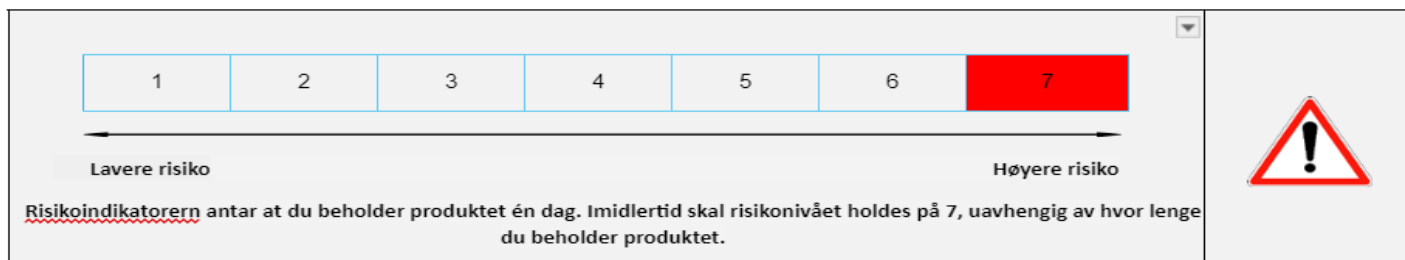 1 2 3 4 5 6 7
Lavere risiko Høyere risiko
Risikoindikatorern antar at du beholder produktet én dag. Imidlertid skal risikonivået holdes på 7, uavhengig av hvor lenge
du beholder produktet.